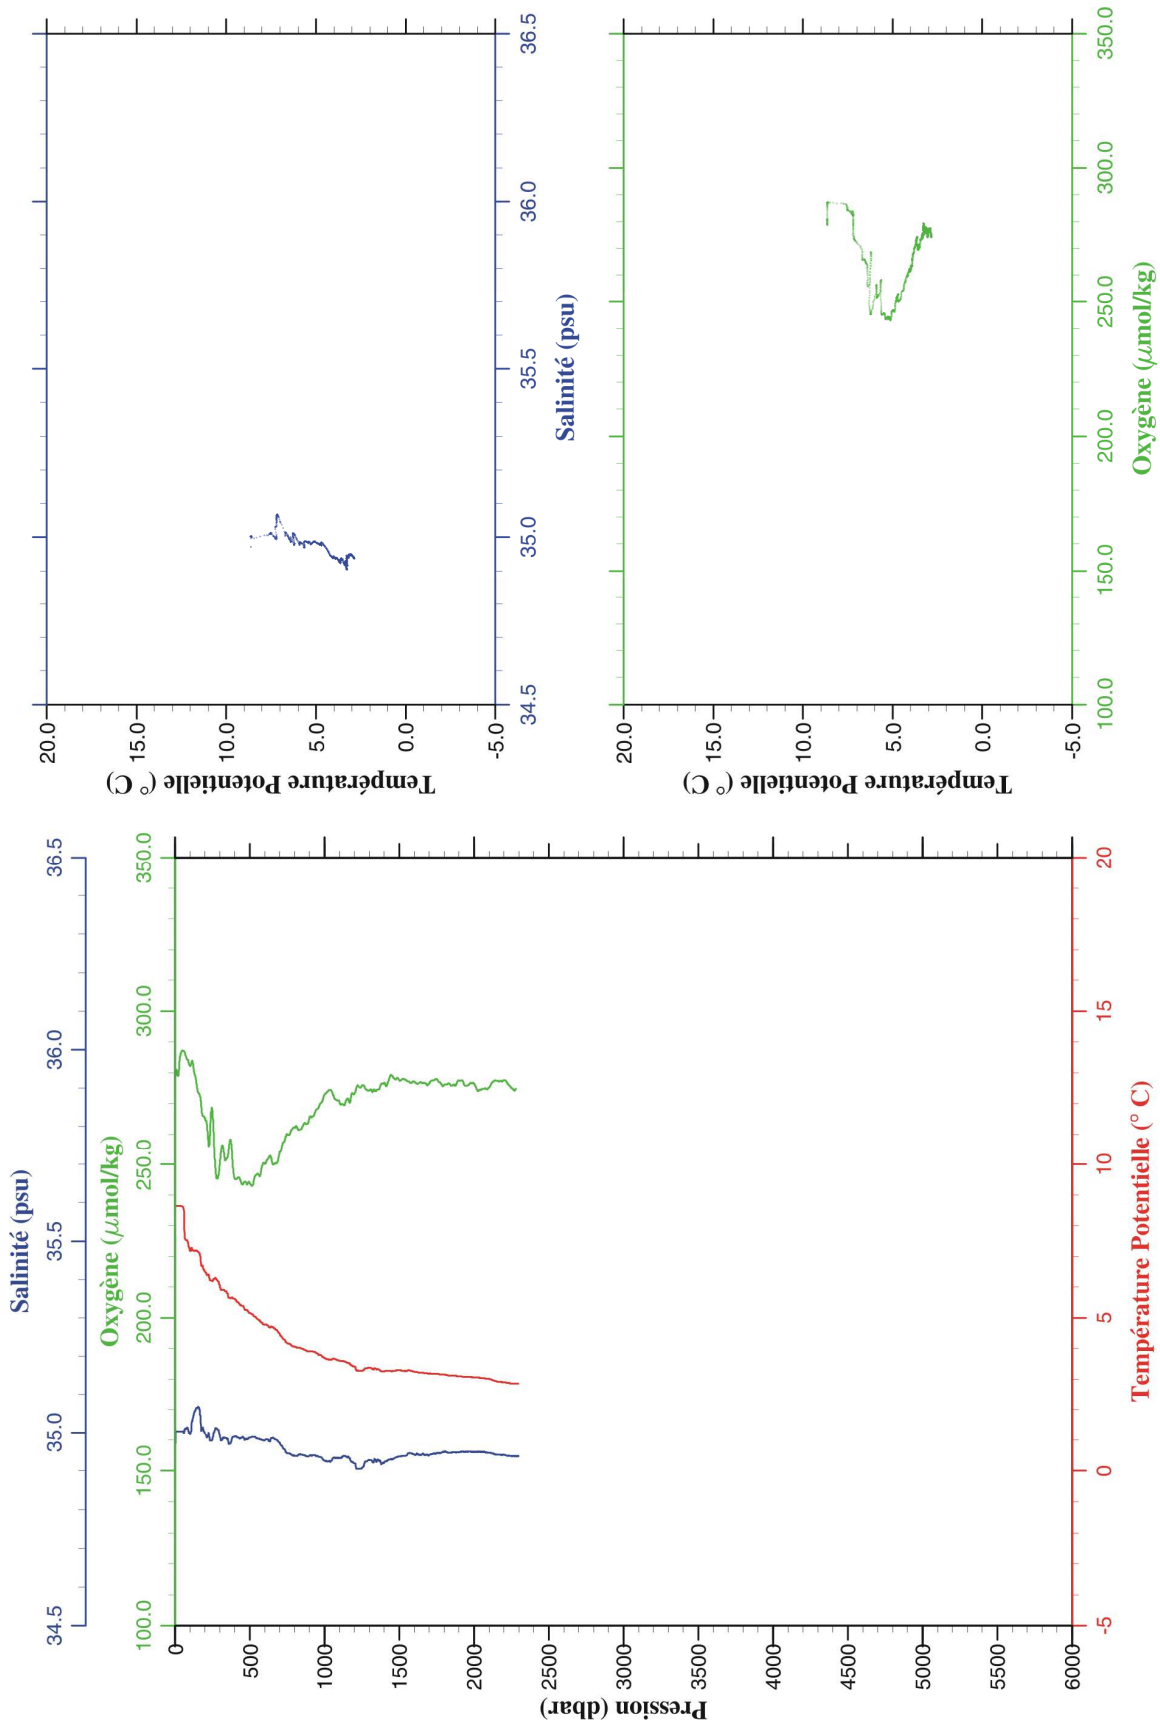 Salinité (psu)
34.5 35.0 35.5 36.0 36.5
Oxygène (μmol/kg)
100.0 150.0 200.0 250.0 300.0 350.0
Pression (dbar)
0
500
1000
1500
2000
2500
3000
3500
4000
4500
5000
5500
6000
-5 0 5 10 15 20
Température Potentielle (° C)
Température Potentielle (° C)
20.0
15.0
10.0
5.0
0.0
-5.0
34.5 35.0 35.5 36.0 36.5
Salinité (psu)
Température Potentielle (° C)
20.0
15.0
10.0
5.0
0.0
-5.0
100.0 150.0 200.0 250.0 300.0 350.0
Oxygène (μmol/kg)